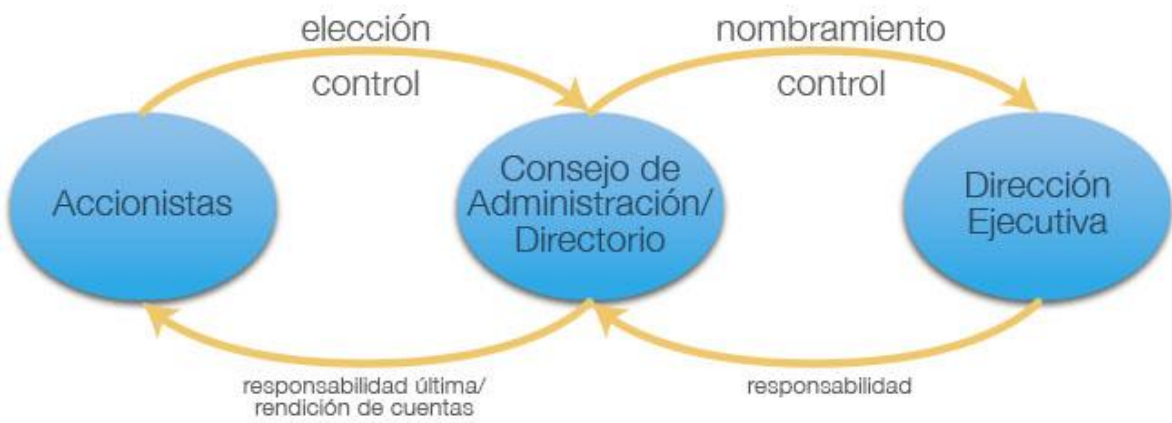 elección
control
nombramiento
control
Accionistas
Consejo de
Administración/
Directorio
Dirección
Ejecutiva
responsabilidad última/
rendición de cuentas
responsabilidad